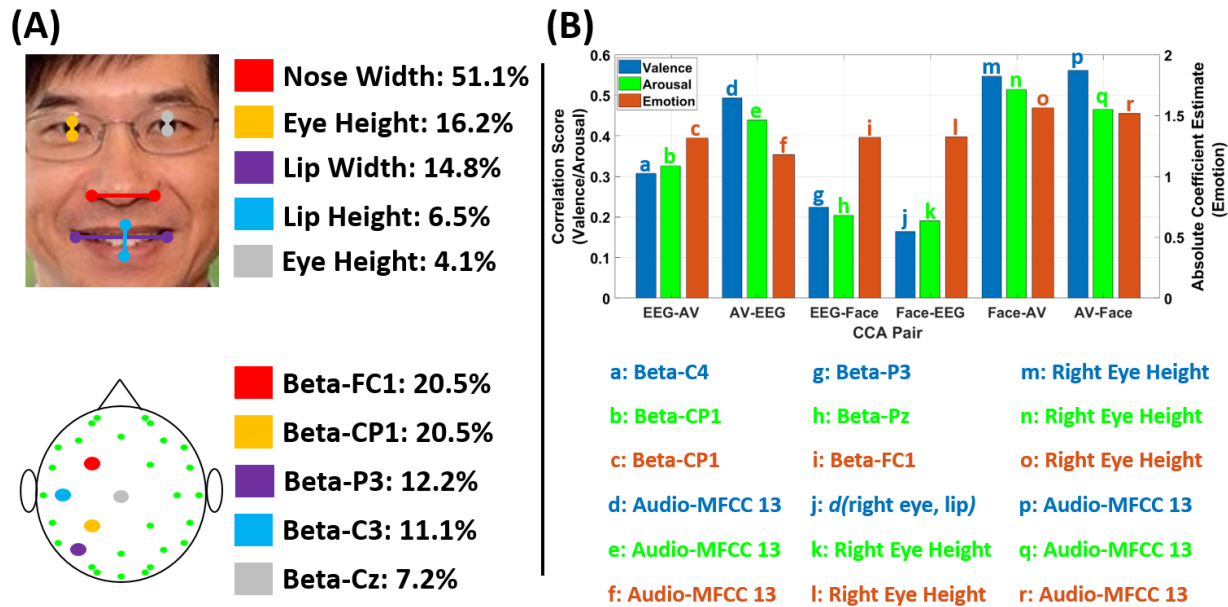 (A)
Nose Width: 51.1%
Eye Height: 16.2%
Lip Width: 14.8%
Lip Height: 6.5%
Eye Height: 4.1%
Beta-FC1: 20.5%
Beta-CP1: 20.5%
Beta-P3: 12.2%
Beta-C3: 11.1%
Beta-Cz: 7.2%
(B)
Correlation Score
(Valence/Arousal)
0.6
0.5
0.4
0.3
0.2
0.1
0
Valence
Arousal
Emotion
a b c d e f g h i j k l m n o p q r
2
1.5
1
0.5
0
Absolute Coefficient Estimate
(Emotion)
EEG-AV AV-EEG EEG-Face Face-EEG Face-AV AV-Face
CCA Pair
a: Beta-C4 g: Beta-P3 m: Right Eye Height
b: Beta-CP1 h: Beta-Pz n: Right Eye Height
c: Beta-CP1 i: Beta-FC1 o: Right Eye Height
d: Audio-MFCC 13 j: d(right eye, lip) p: Audio-MFCC 13
e: Audio-MFCC 13 k: Right Eye Height q: Audio-MFCC 13
f: Audio-MFCC 13 l: Right Eye Height r: Audio-MFCC 13